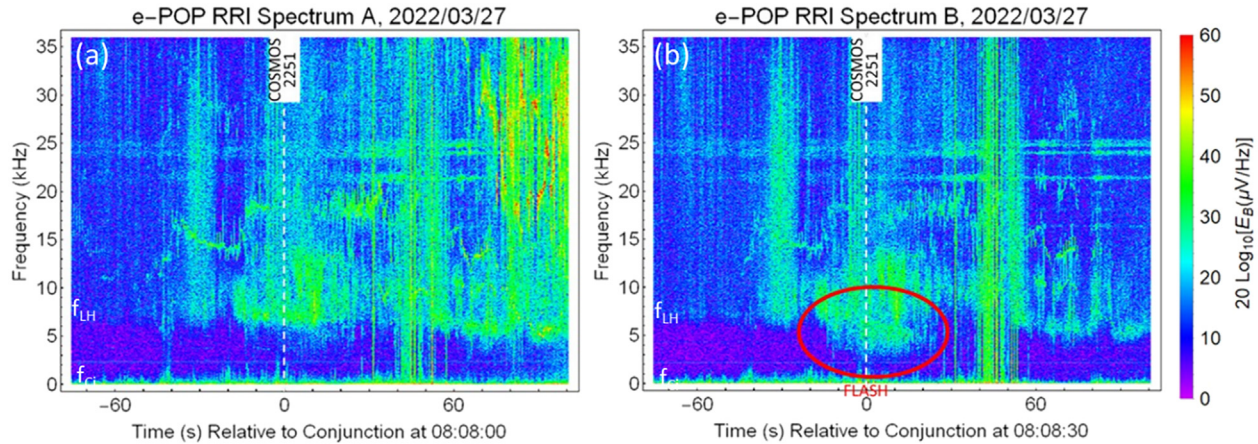 e-POP RRI Spectrum A, 2022/03/27
(a)
COSMOS
2251
35
30
25
20
15
10
5
0
Frequency (kHz)
fLH
fCi
−60
0
60
Time (s) Relative to Conjunction at 08:08:00
e-POP RRI Spectrum B, 2022/03/27
(b)
COSMOS
2251
35
30
25
20
15
10
5
0
Frequency (kHz)
fLH
FLASH
−60
0
60
Time (s) Relative to Conjunction at 08:08:30
60
50
40
30
20
10
0
20 Log10[EB(μV/Hz)]